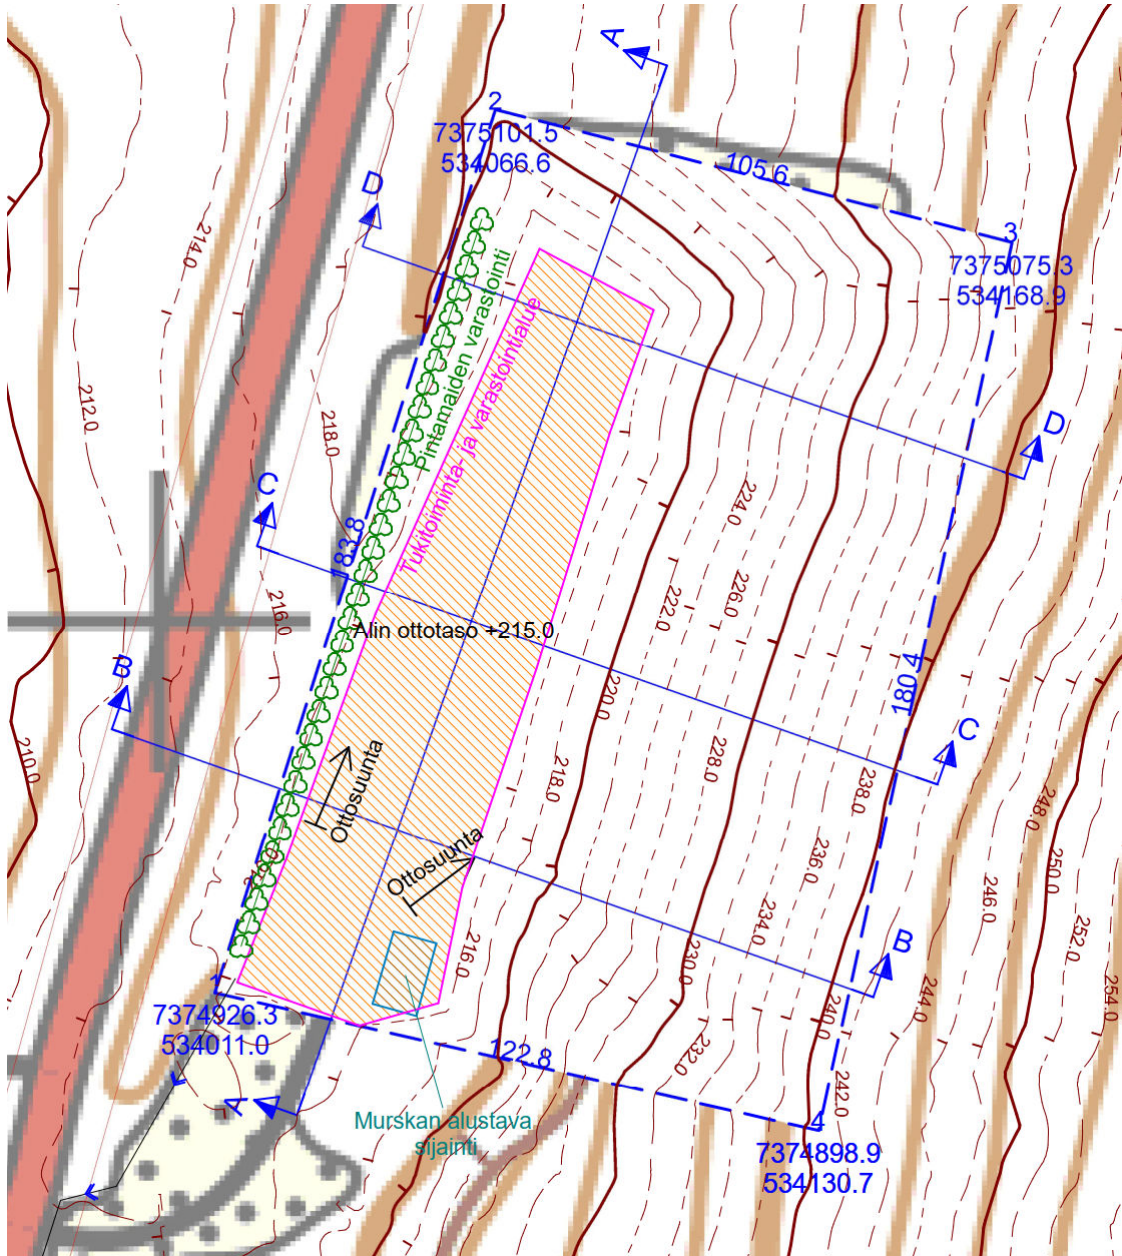 A
2
7375101.5
534066.6
105.6
3
7375075.3
534168.9
D
214.0
Pintamaiden varastointi
Tukitoiminta- ja varastointialue
212.0
218.0
D
C
224.0
183.8
222.0
226.0
216.0
Alin ottotaso +215.0
B
180.4
220.0
C
210.0
218.0
228.0
238.0
248.0
Ottosuunta
Ottosuunta
236.0
250.0
246.0
234.0
252.0
B
216.0
230.0
244.0
254.0
1
7374926.3
534011.0
240.0
122.8
232.0
242.0
A
Murskan alustava
sijainti
4
7374898.9
534130.7